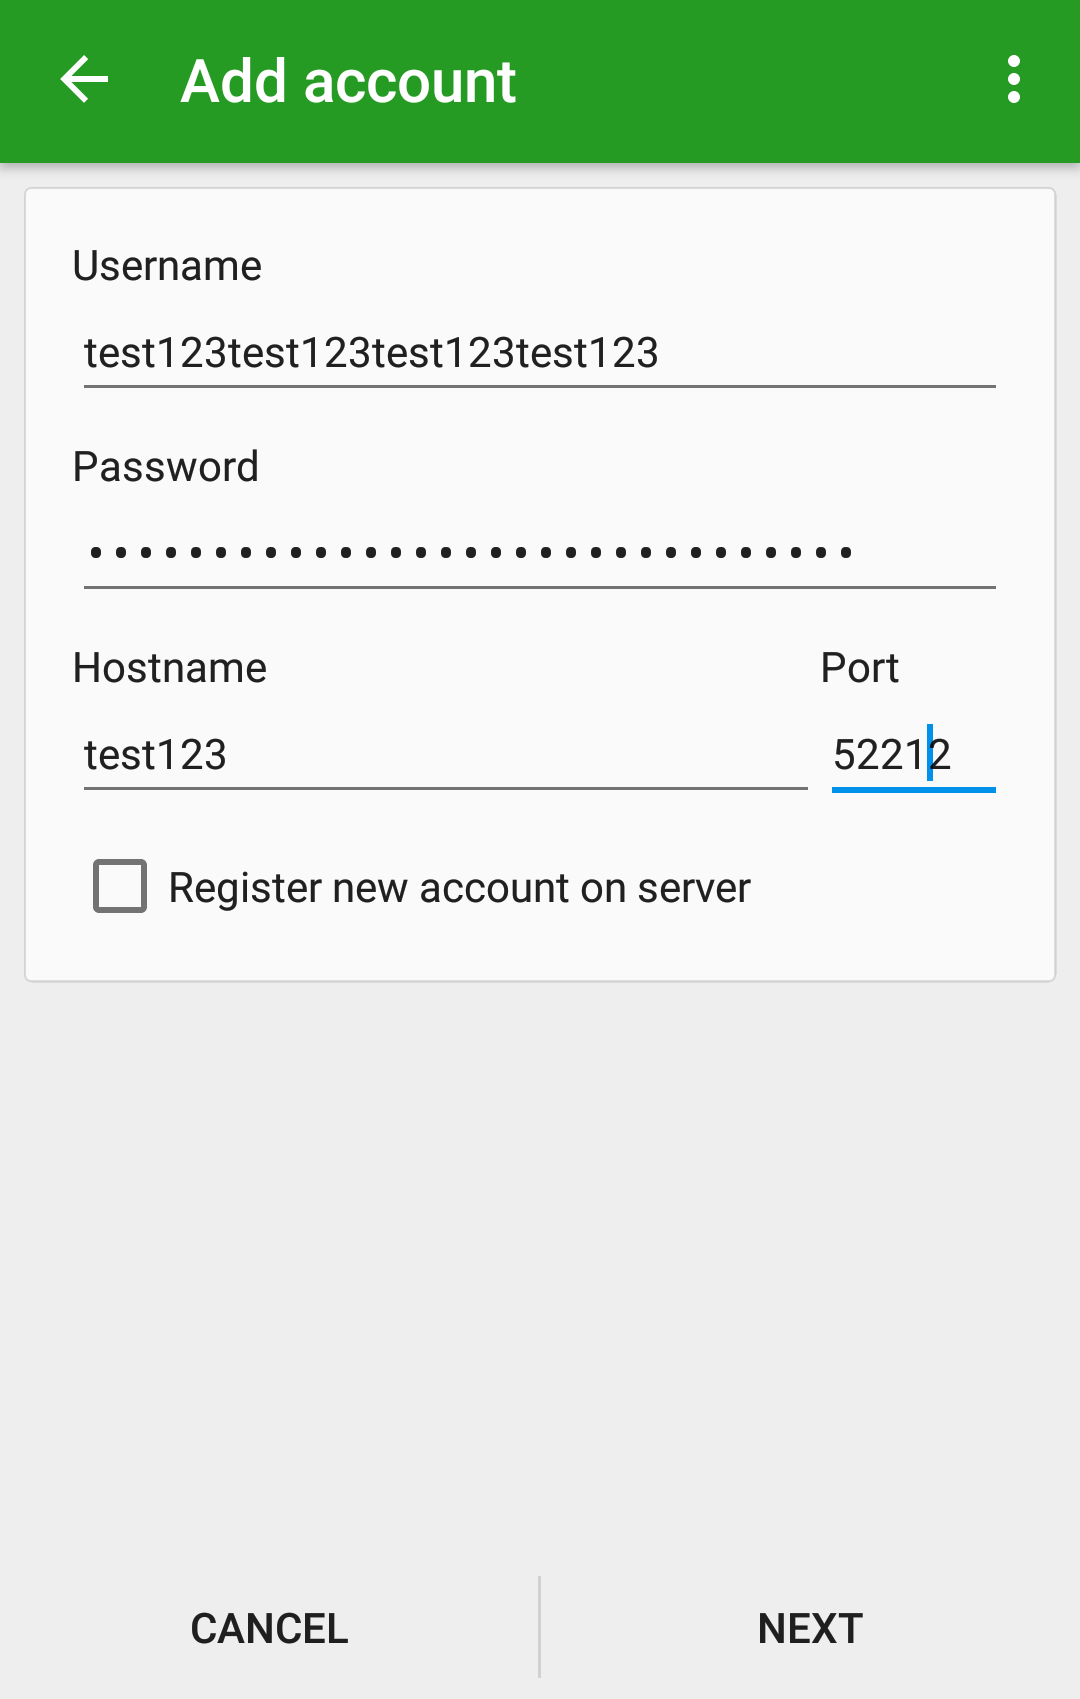 Add account
Username
test123test123test123test123
Password
•••••••••••••••••••••••••••••••
Hostname Port
test123 52212
Register new account on server
CANCEL NEXT